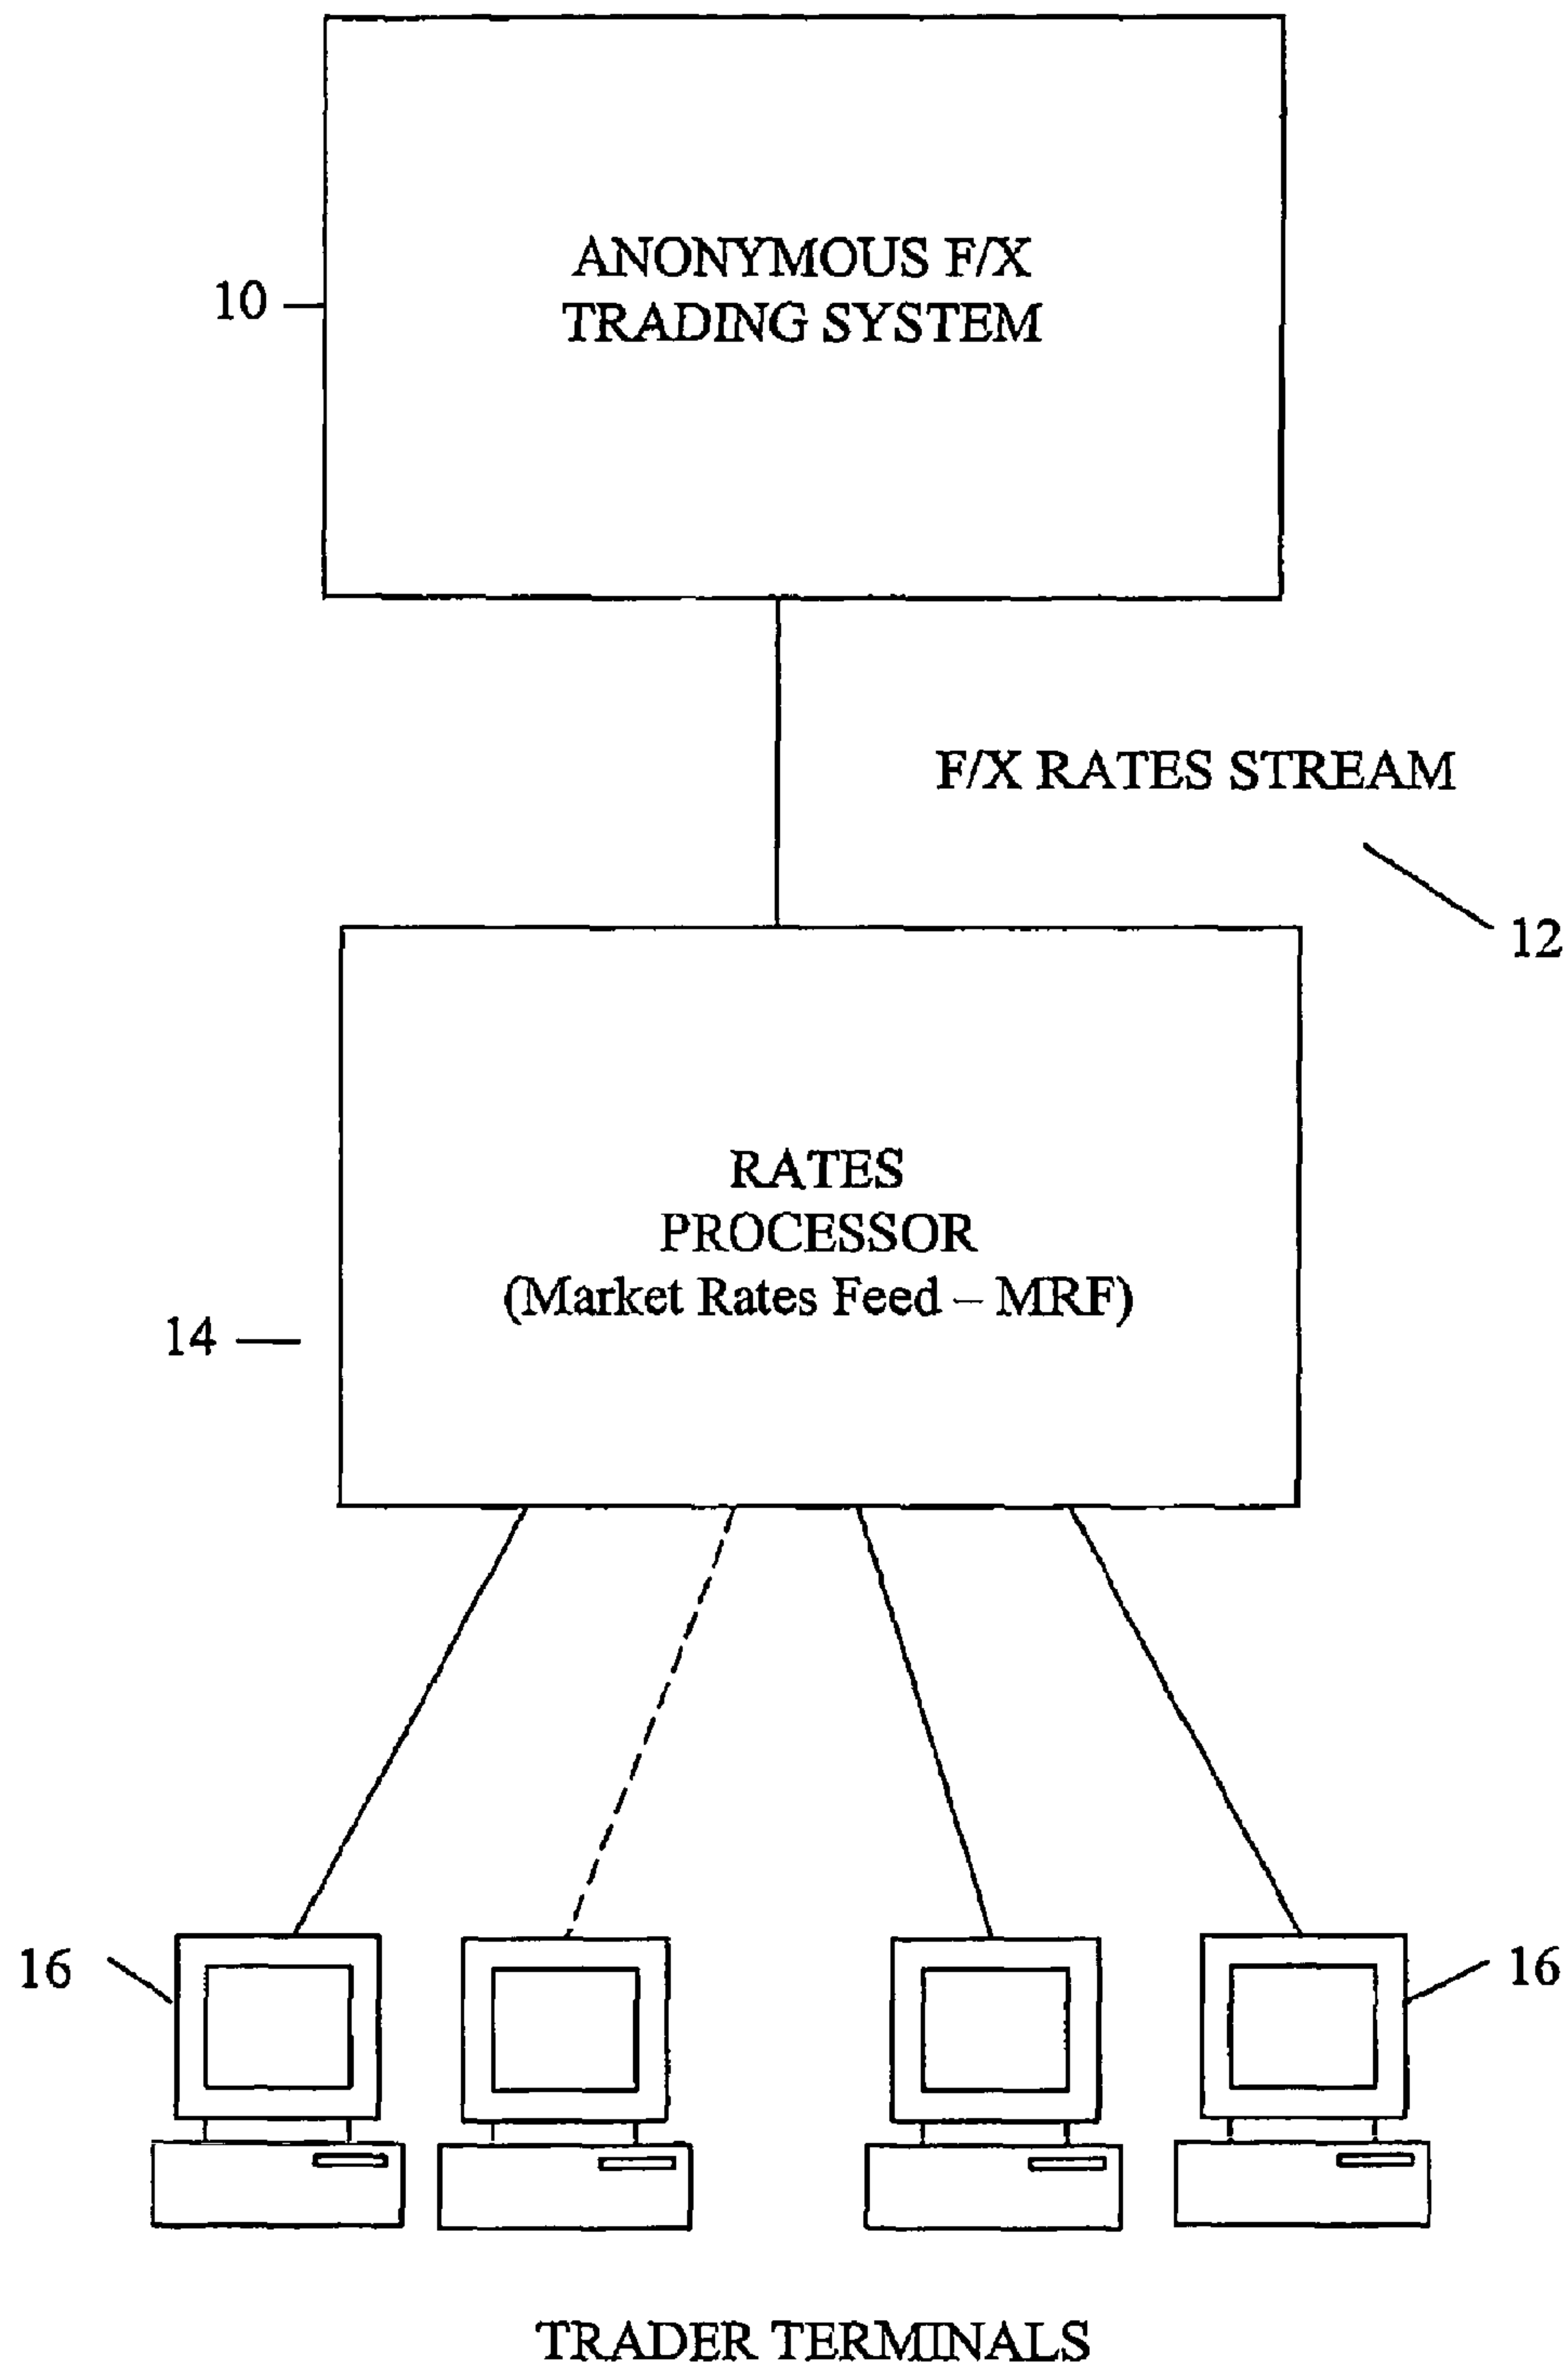 ANONYMOUS F/X
TRADING SYSTEM
10
F/X RATES STREAM
12
RATES
PROCESSOR
(Market Rates Feed – MRF)
14
16
16
TRADER TERMINALS